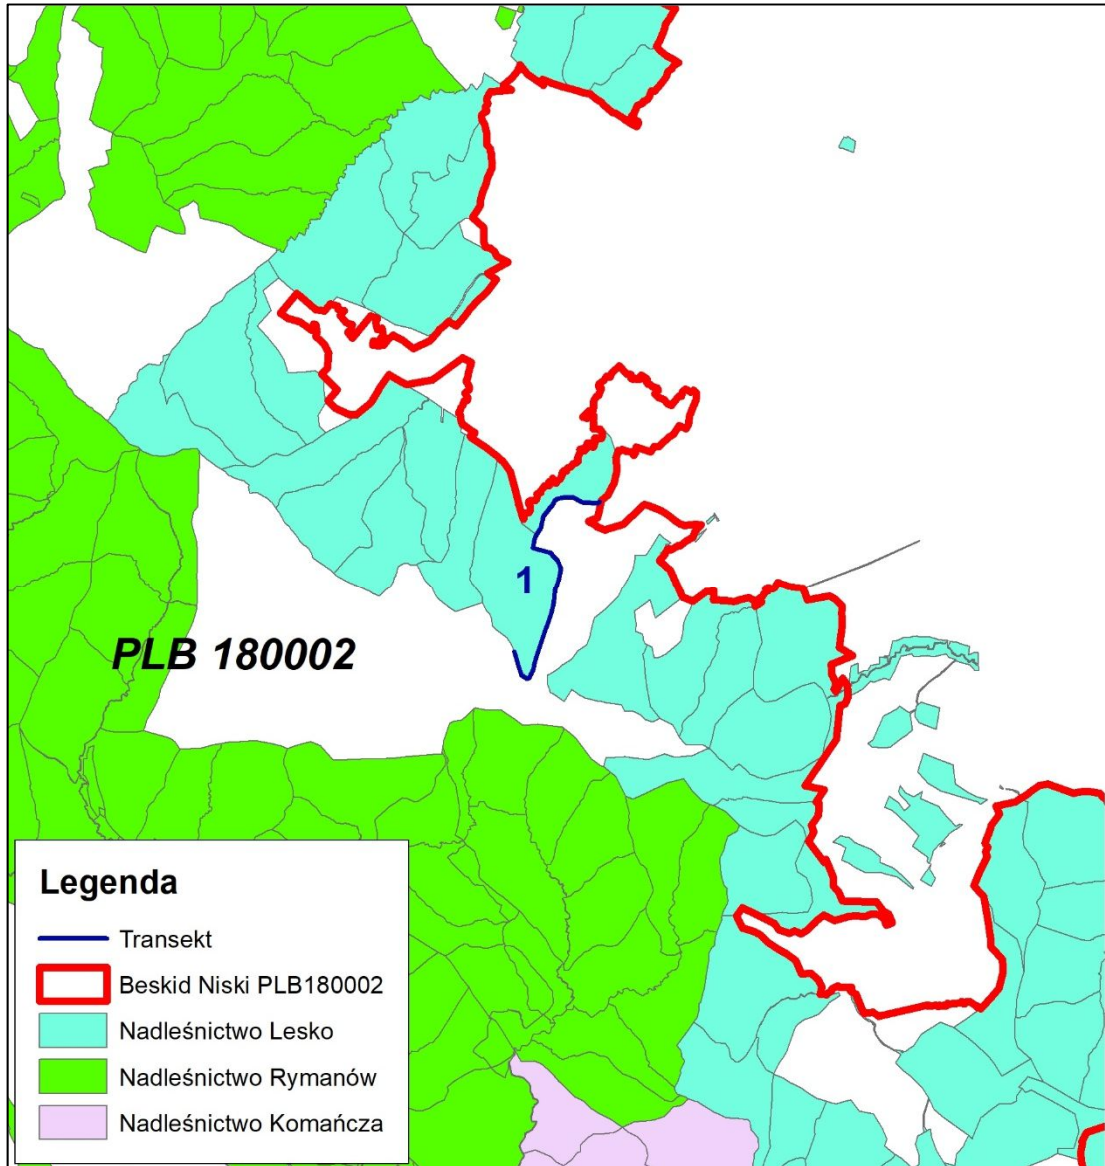 1
PLB 180002
Legenda
Transekt
Beskid Niski PLB180002
Nadleśnictwo Lesko
Nadleśnictwo Rymanów
Nadleśnictwo Komańcza